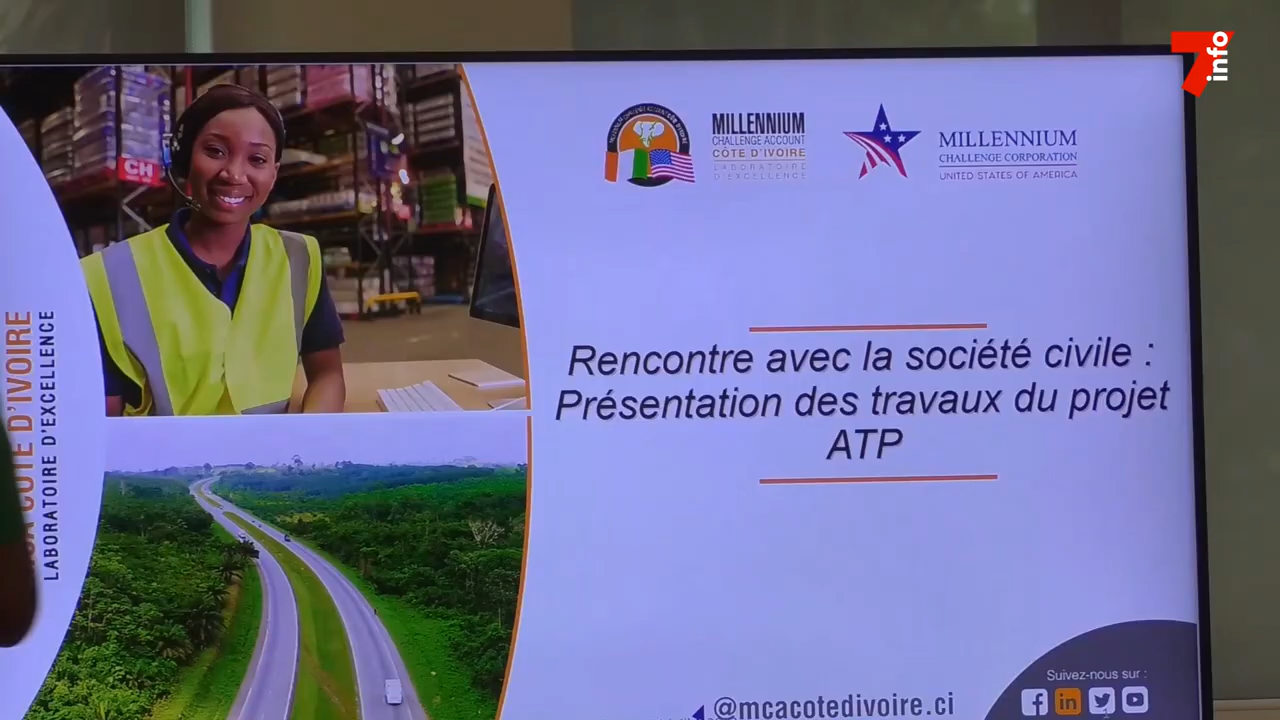 7info
MILLENNIUM
CHALLENGE ACCOUNT
CÔTE D'IVOIRE
LABORATOIRE
D'EXCELLENCE
MILLENNIUM
CHALLENGE CORPORATION
UNITED STATES OF AMERICA
CH
CÔTE D'IVOIRE
LABORATOIRE D'EXCELLENCE
Rencontre avec la société civile :
Présentation des travaux du projet
ATP
Suivez-nous sur :
@mcacotedivoire.ci